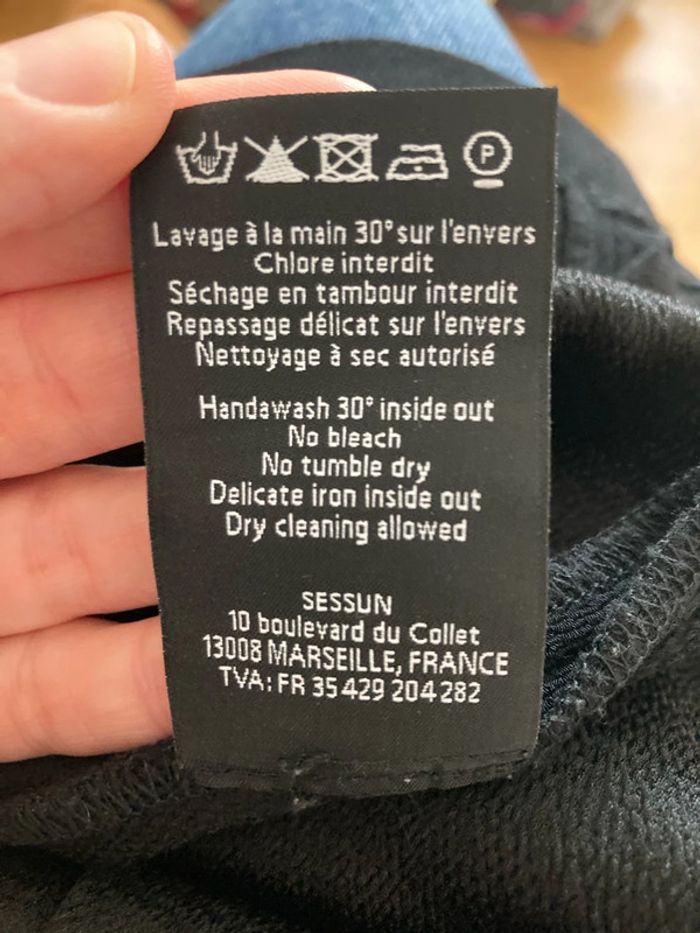 P
Lavage à la main 30° sur l'envers
Chlore interdit
Séchage en tambour interdit
Repassage délicat sur l'envers
Nettoyage à sec autorisé
Handawash 30° inside out
No bleach
No tumble dry
Delicate iron inside out
Dry cleaning allowed
SESSUN
10 boulevard du Collet
13008 MARSEILLE, FRANCE
TVA: FR 35 429 204 282